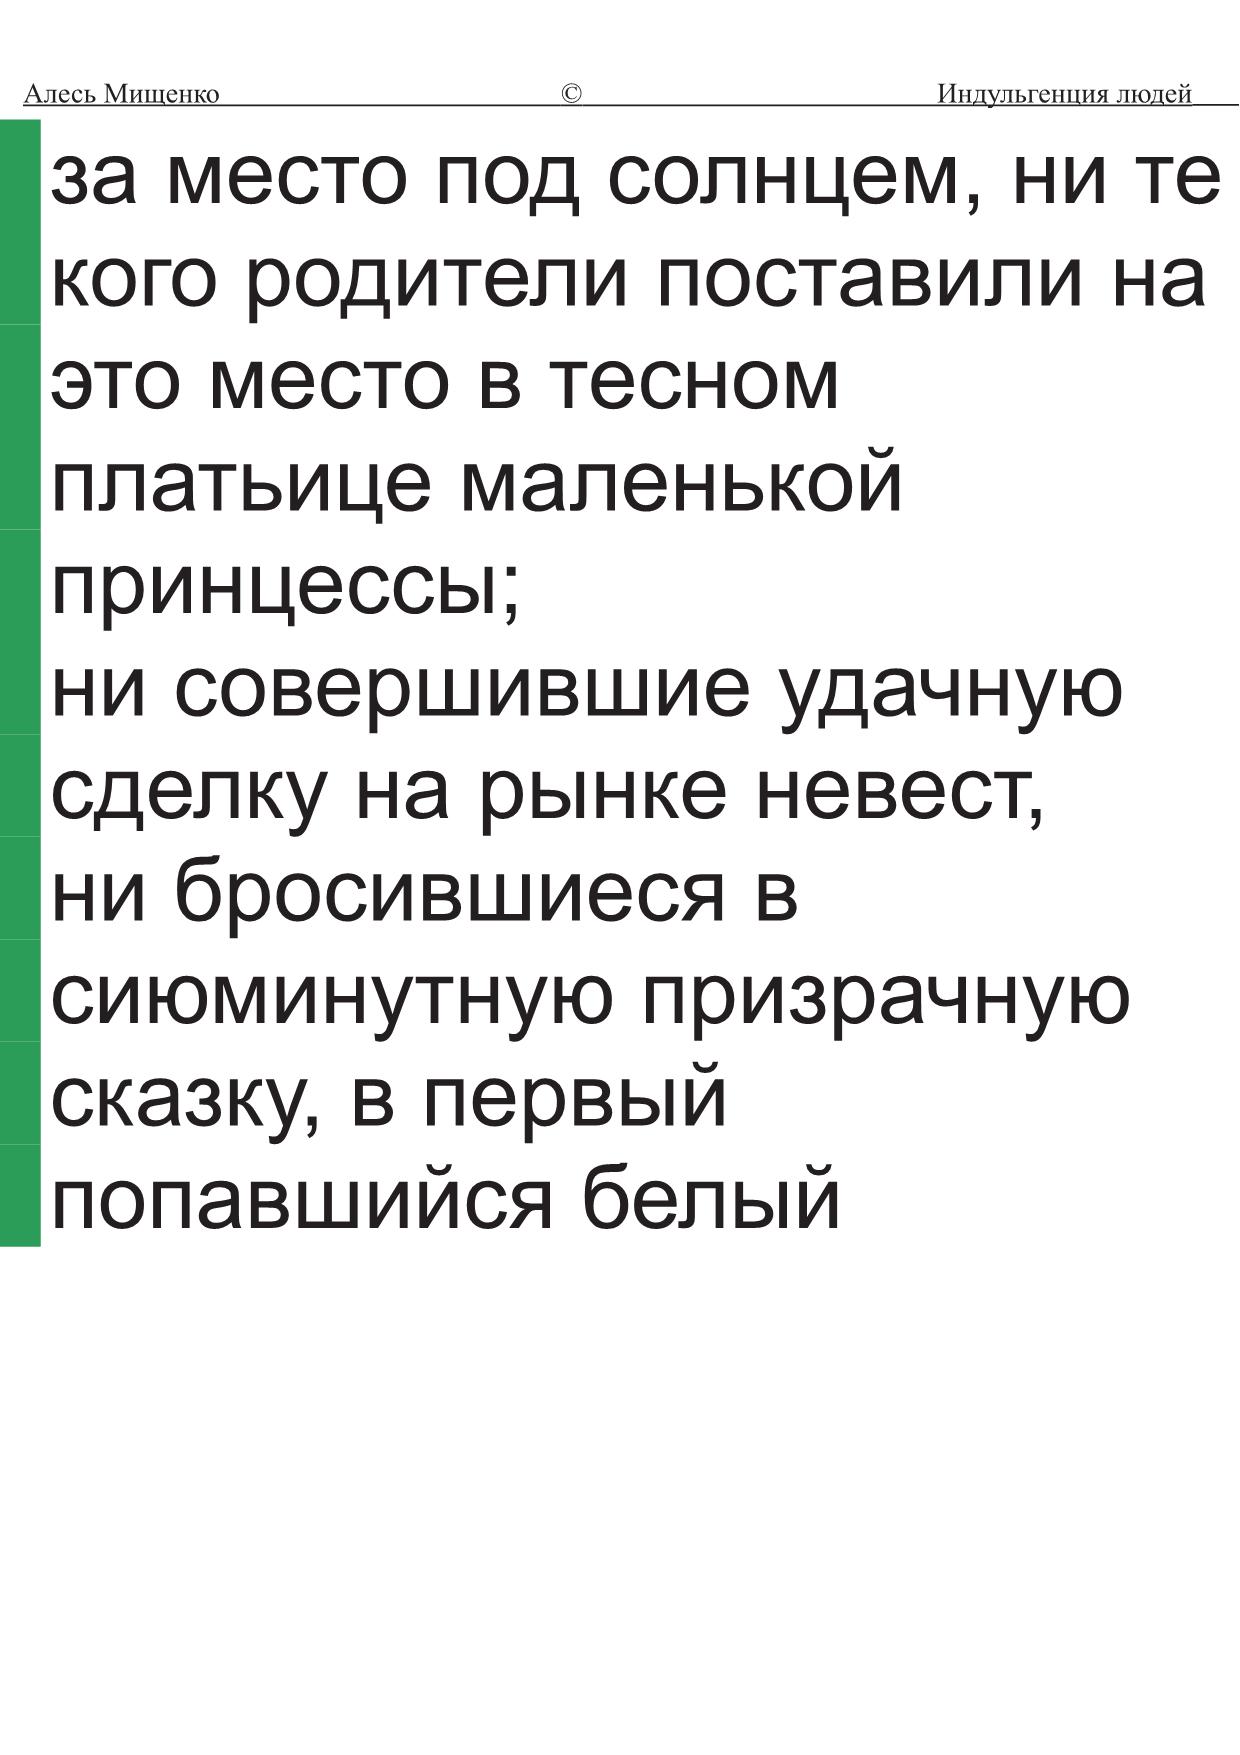 Алесь Мищенко © Индульгенция людей
за место под солнцем, ни те
кого родители поставили на
это место в тесном
платьице маленькой
принцессы;
ни совершившие удачную
сделку на рынке невест,
ни бросившиеся в
сиюминутную призрачную
сказку, в первый
попавшийся белый